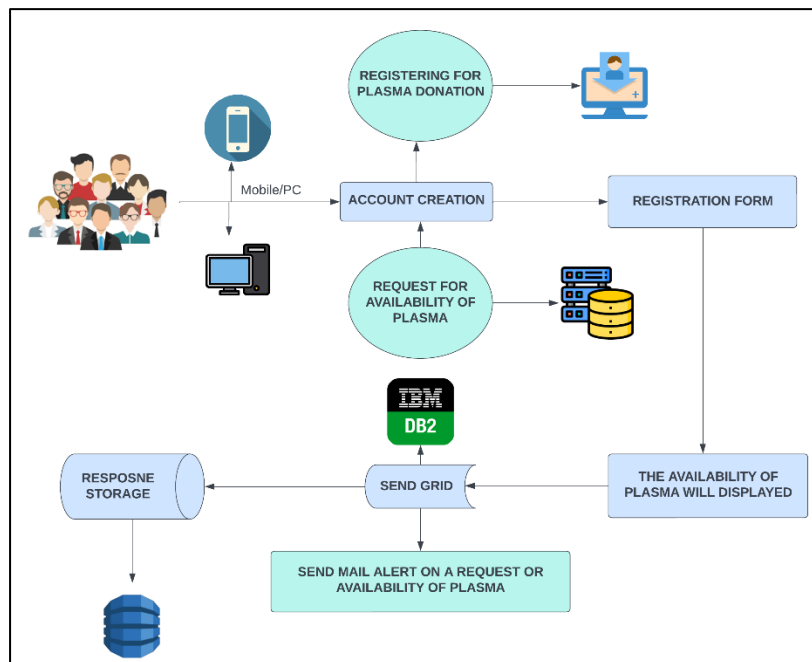 REGISTERING FOR
PLASMA DONATION
Mobile/PC
ACCOUNT CREATION
REGISTRATION FORM
REQUEST FOR
AVAILABILITY OF
PLASMA
IBM
DB2
RESPOSNE
STORAGE
SEND GRID
THE AVAILABILITY OF
PLASMA WILL DISPLAYED
SEND MAIL ALERT ON A REQUEST OR
AVAILABILITY OF PLASMA